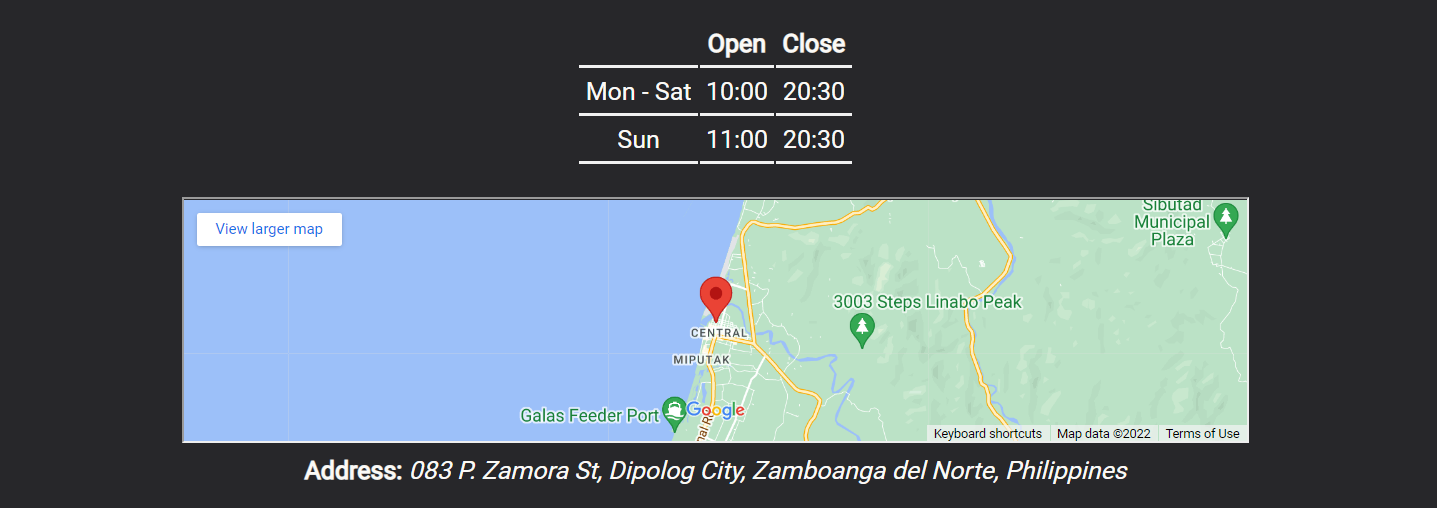 Open Close
Mon - Sat 10:00 20:30
Sun 11:00 20:30
View larger map
Sibutad
Municipal
Plaza
3003 Steps Linabo Peak
CENTRAL
MIPUTAK
Galas Feeder Port
Google
Keyboard shortcuts Map data ©2022 Terms of Use
Address: 083 P. Zamora St, Dipolog City, Zamboanga del Norte, Philippines